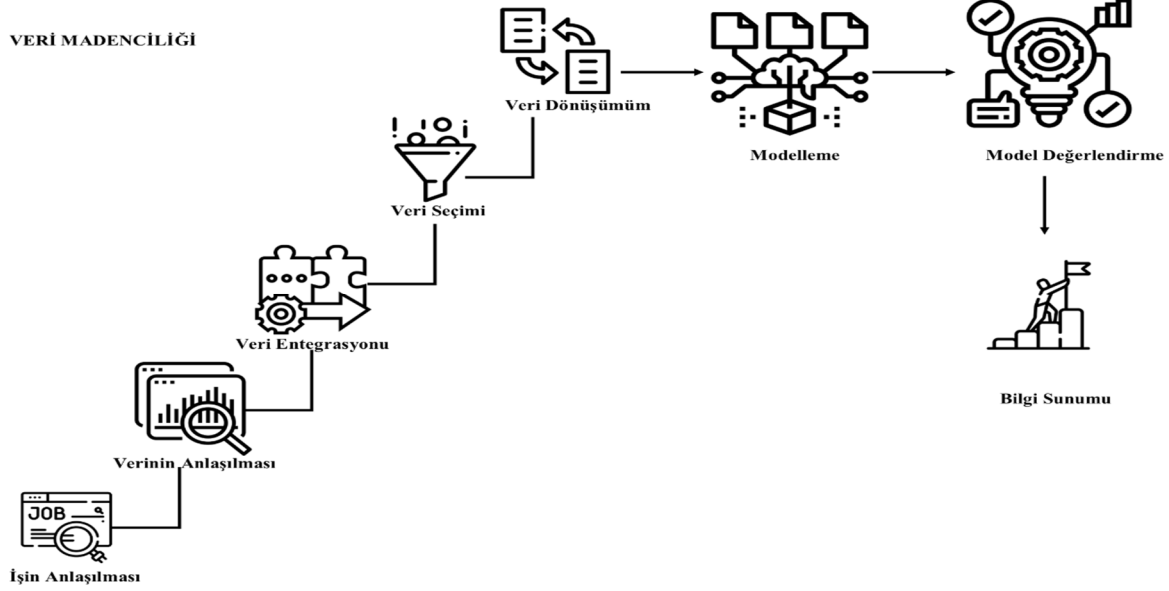 VERİ MADENCİLİĞİ
Veri Dönüşümüm
Modelleme
Model Değerlendirme
Veri Seçimi
Veri Entegrasyonu
Bilgi Sunumu
Verinin Anlaşılması
JOB
İşin Anlaşılması